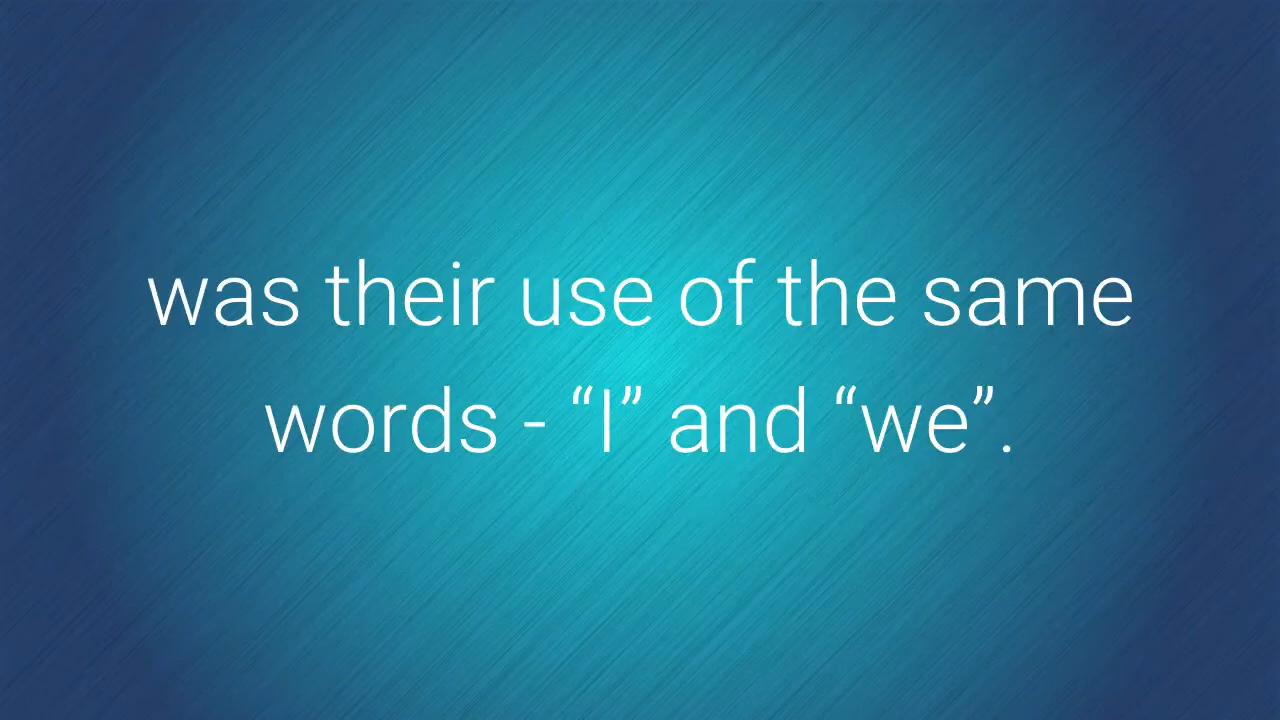 was their use of the same
words - “I” and “we”.